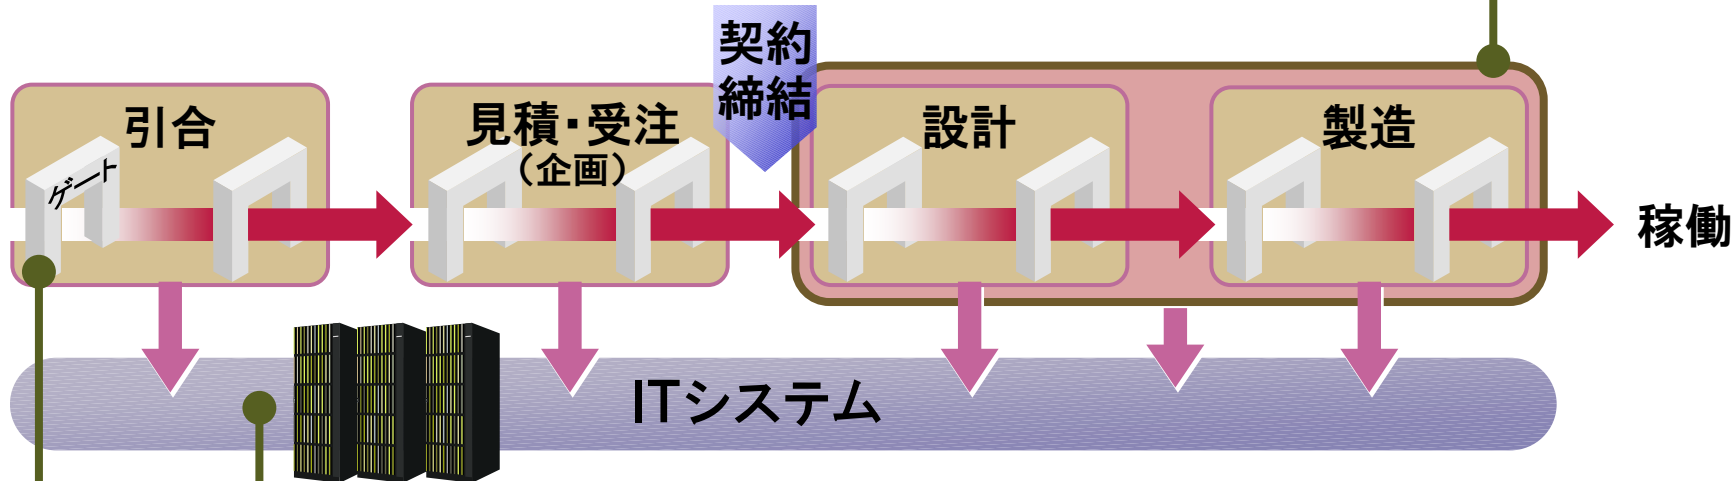 契約
締結
引合
見積・受注
（企画）
設計
製造
ゲート
稼働
ITシステム